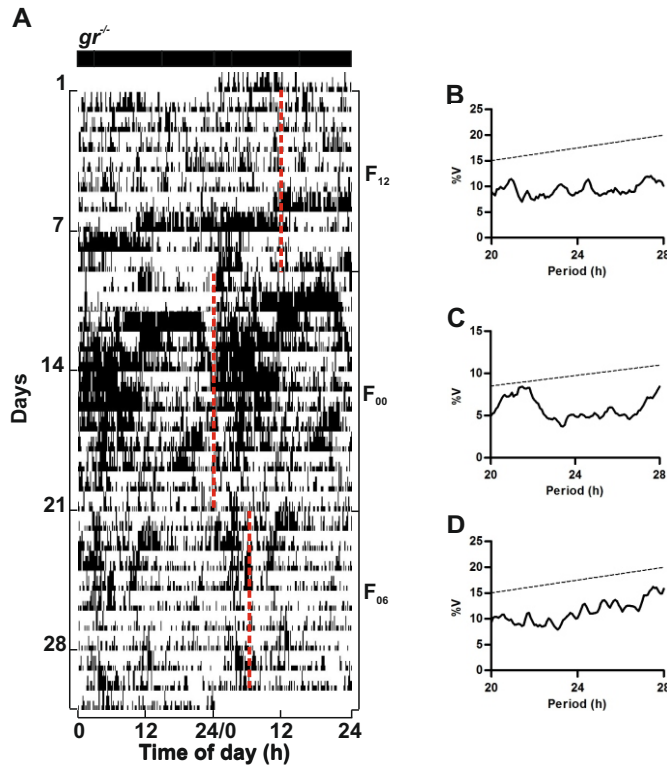 A
gr-/-
1
7
14
21
28
Days
F12
F00
F06
0 12 24/0 12 24
Time of day (h)
B
25
20
15
10
5
0
%V
20 24 28
Period (h)
C
15
10
5
0
%V
20 24 28
Period (h)
D
25
20
15
10
5
0
%V
20 24 28
Period (h)